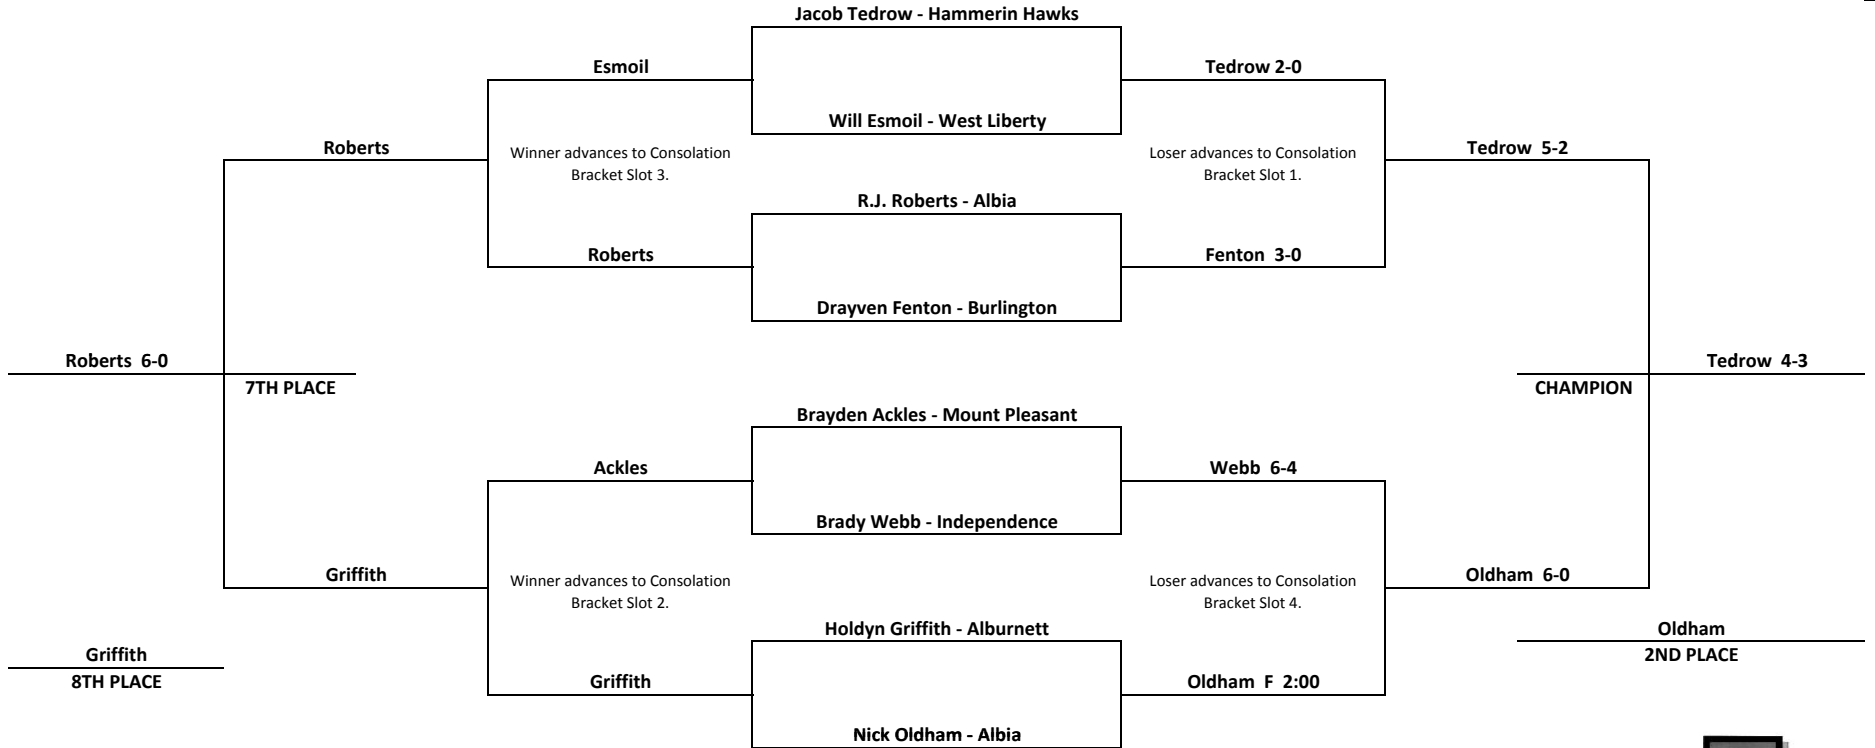 Jacob Tedrow - Hammerin Hawks
Esmoil
Tedrow 2-0
Will Esmoil - West Liberty
Roberts
Winner advances to Consolation
Bracket Slot 3.
Loser advances to Consolation
Bracket Slot 1.
Tedrow  5-2
R.J. Roberts - Albia
Roberts
Fenton  3-0
Drayven Fenton - Burlington
Roberts  6-0
7TH PLACE
Tedrow  4-3
CHAMPION
Brayden Ackles - Mount Pleasant
Ackles
Webb  6-4
Brady Webb - Independence
Griffith
Winner advances to Consolation
Bracket Slot 2.
Loser advances to Consolation
Bracket Slot 4.
Oldham  6-0
Holdyn Griffith - Alburnett
Griffith
8TH PLACE
Oldham
2ND PLACE
Griffith
Oldham  F  2:00
Nick Oldham - Albia